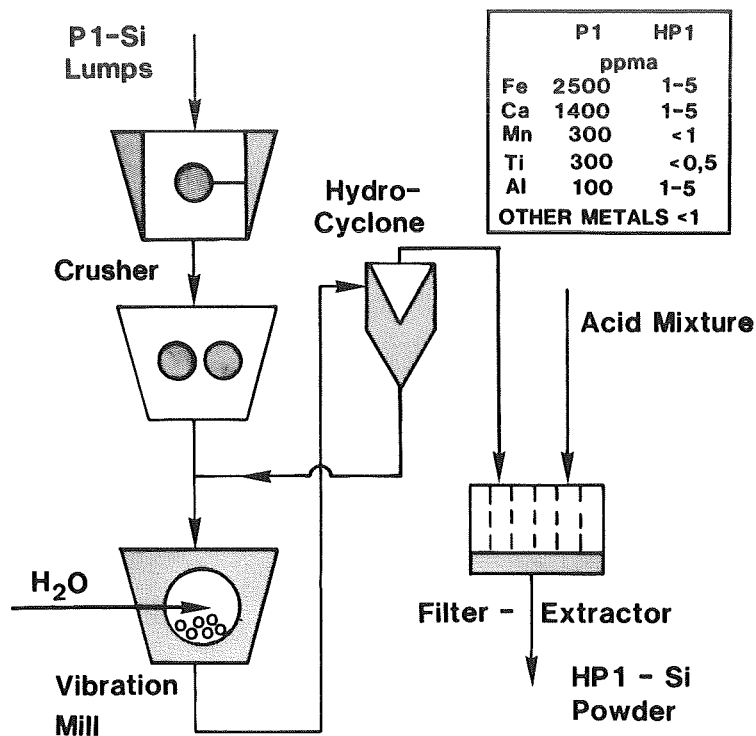 P1-Si
Lumps
P1 HP1
ppma
Fe 2500 1-5
Ca 1400 1-5
Mn 300 <1
Ti 300 <0,5
Al 100 1-5
OTHER METALS <1
Hydro-
Cyclone
Crusher
Acid Mixture
H₂O
Filter - Extractor
Vibration
Mill
HP1 - Si
Powder